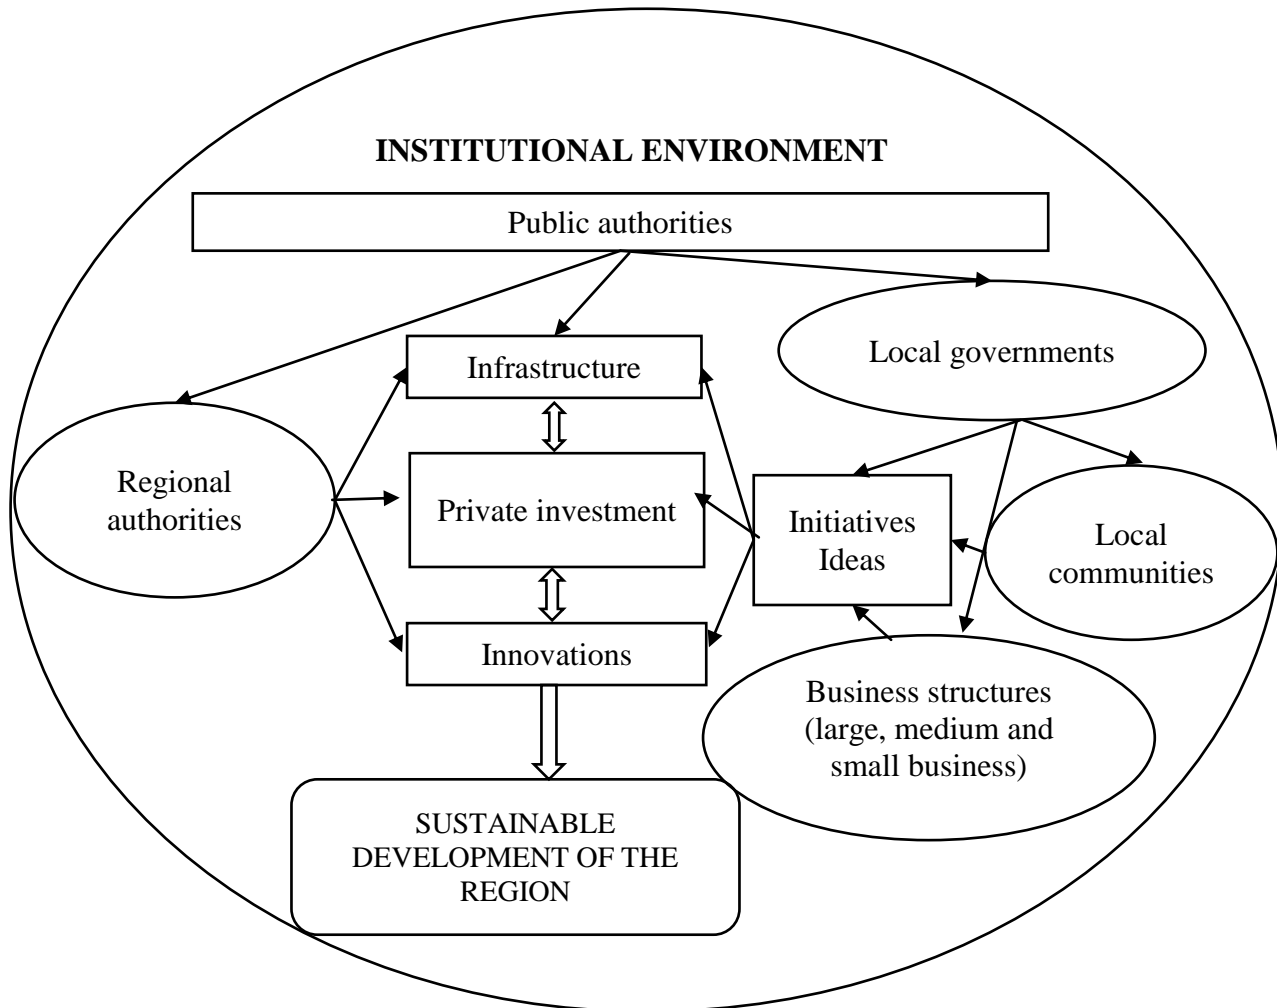 INSTITUTIONAL ENVIRONMENT
Public authorities
Infrastructure
Local governments
Regional
authorities
Private investment
Initiatives
Ideas
Local
communities
Innovations
Business structures
(large, medium and
small business)
SUSTAINABLE
DEVELOPMENT OF THE
REGION